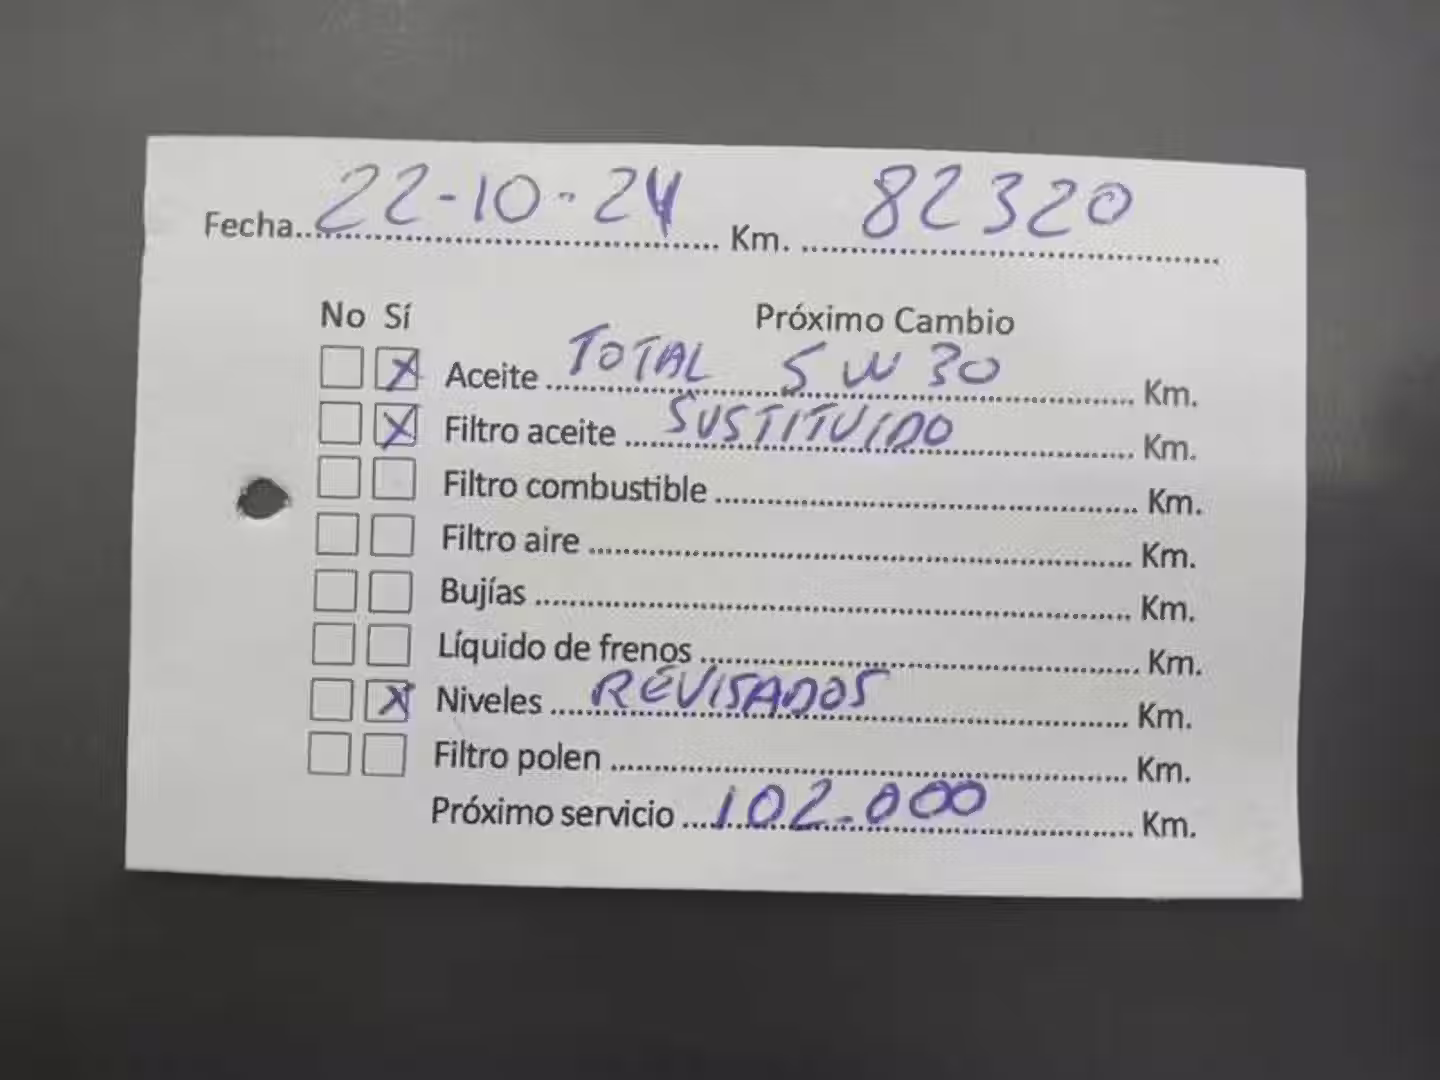 Fecha 22-10-24 Km. 82320
No Sí Próximo Cambio
Aceite TOTAL 5W30 Km.
Filtro aceite SUSTITUIDO Km.
Filtro combustible Km.
Filtro aire Km.
Bujías Km.
Líquido de frenos Km.
Niveles REVISADOS Km.
Filtro polen Km.
Próximo servicio 102.000 Km.